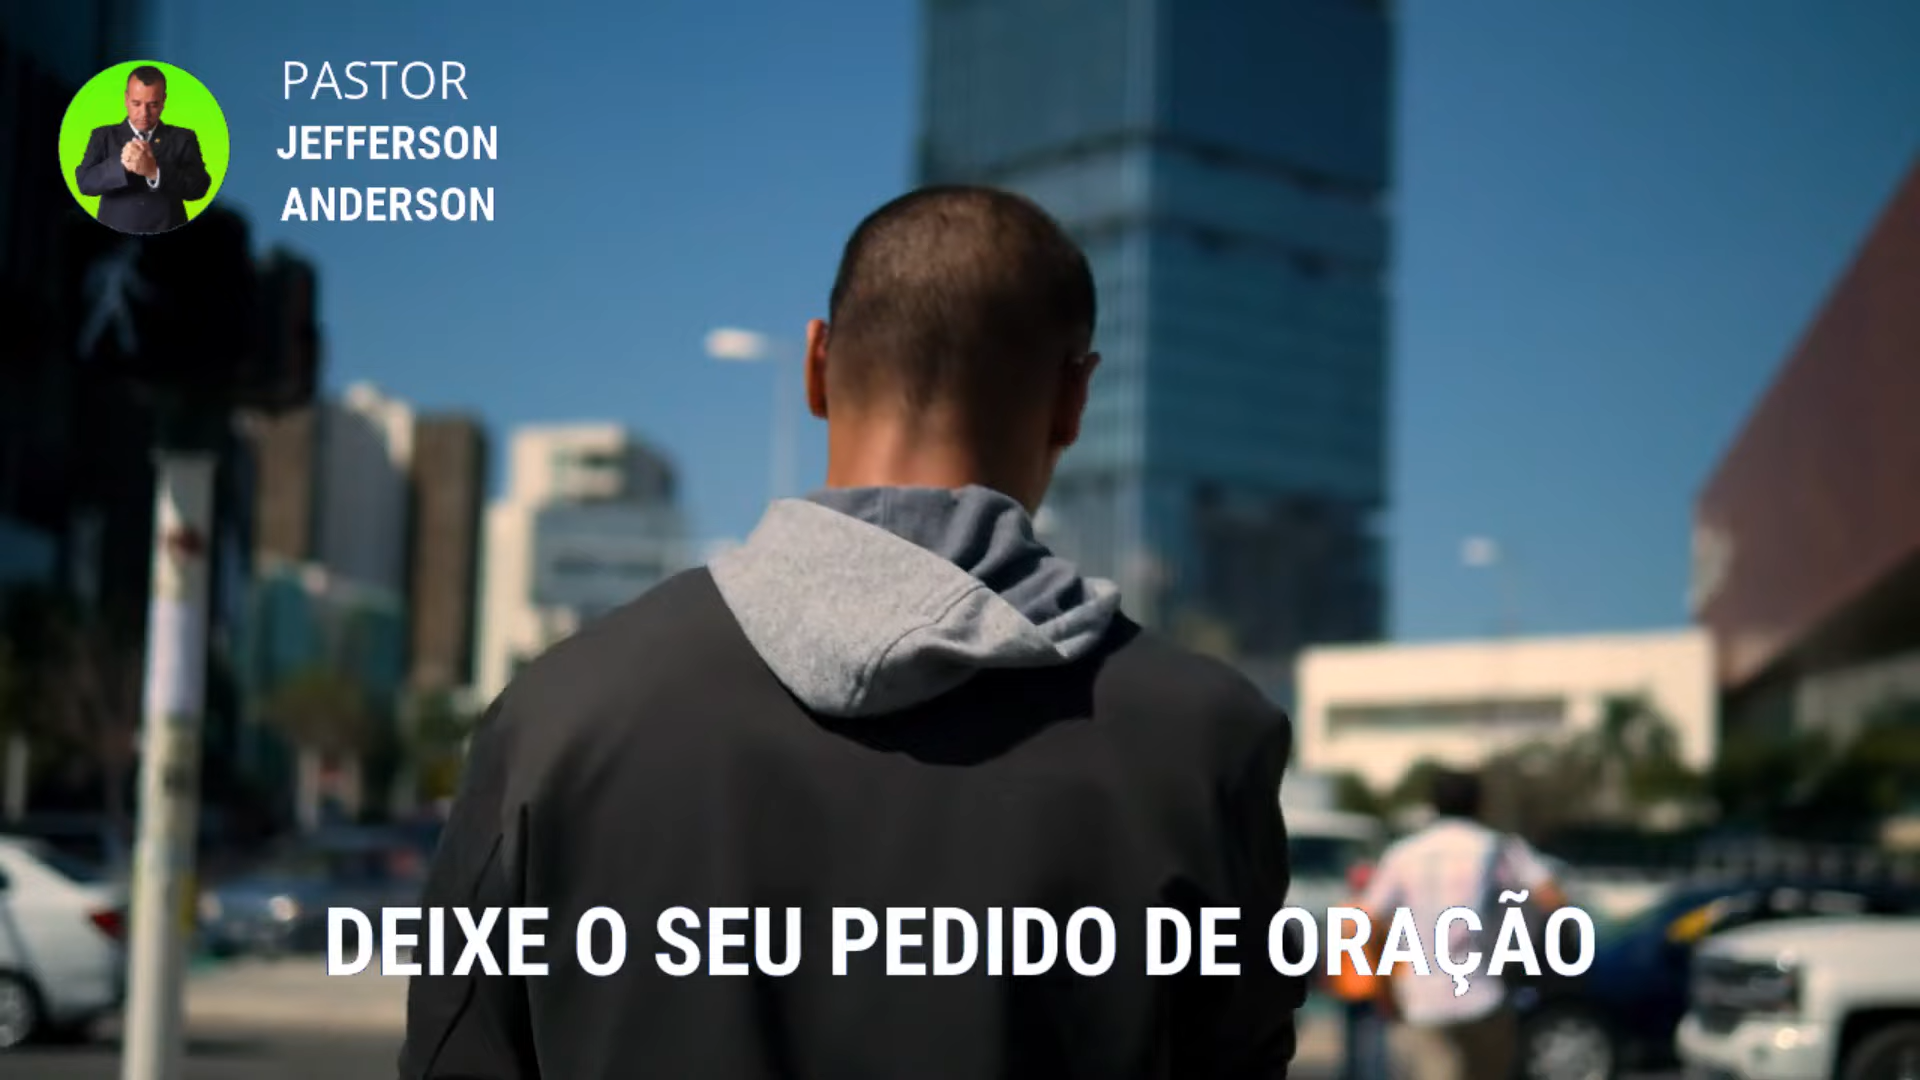 PASTOR
JEFFERSON
ANDERSON
DEIXE O SEU PEDIDO DE ORAÇÃO